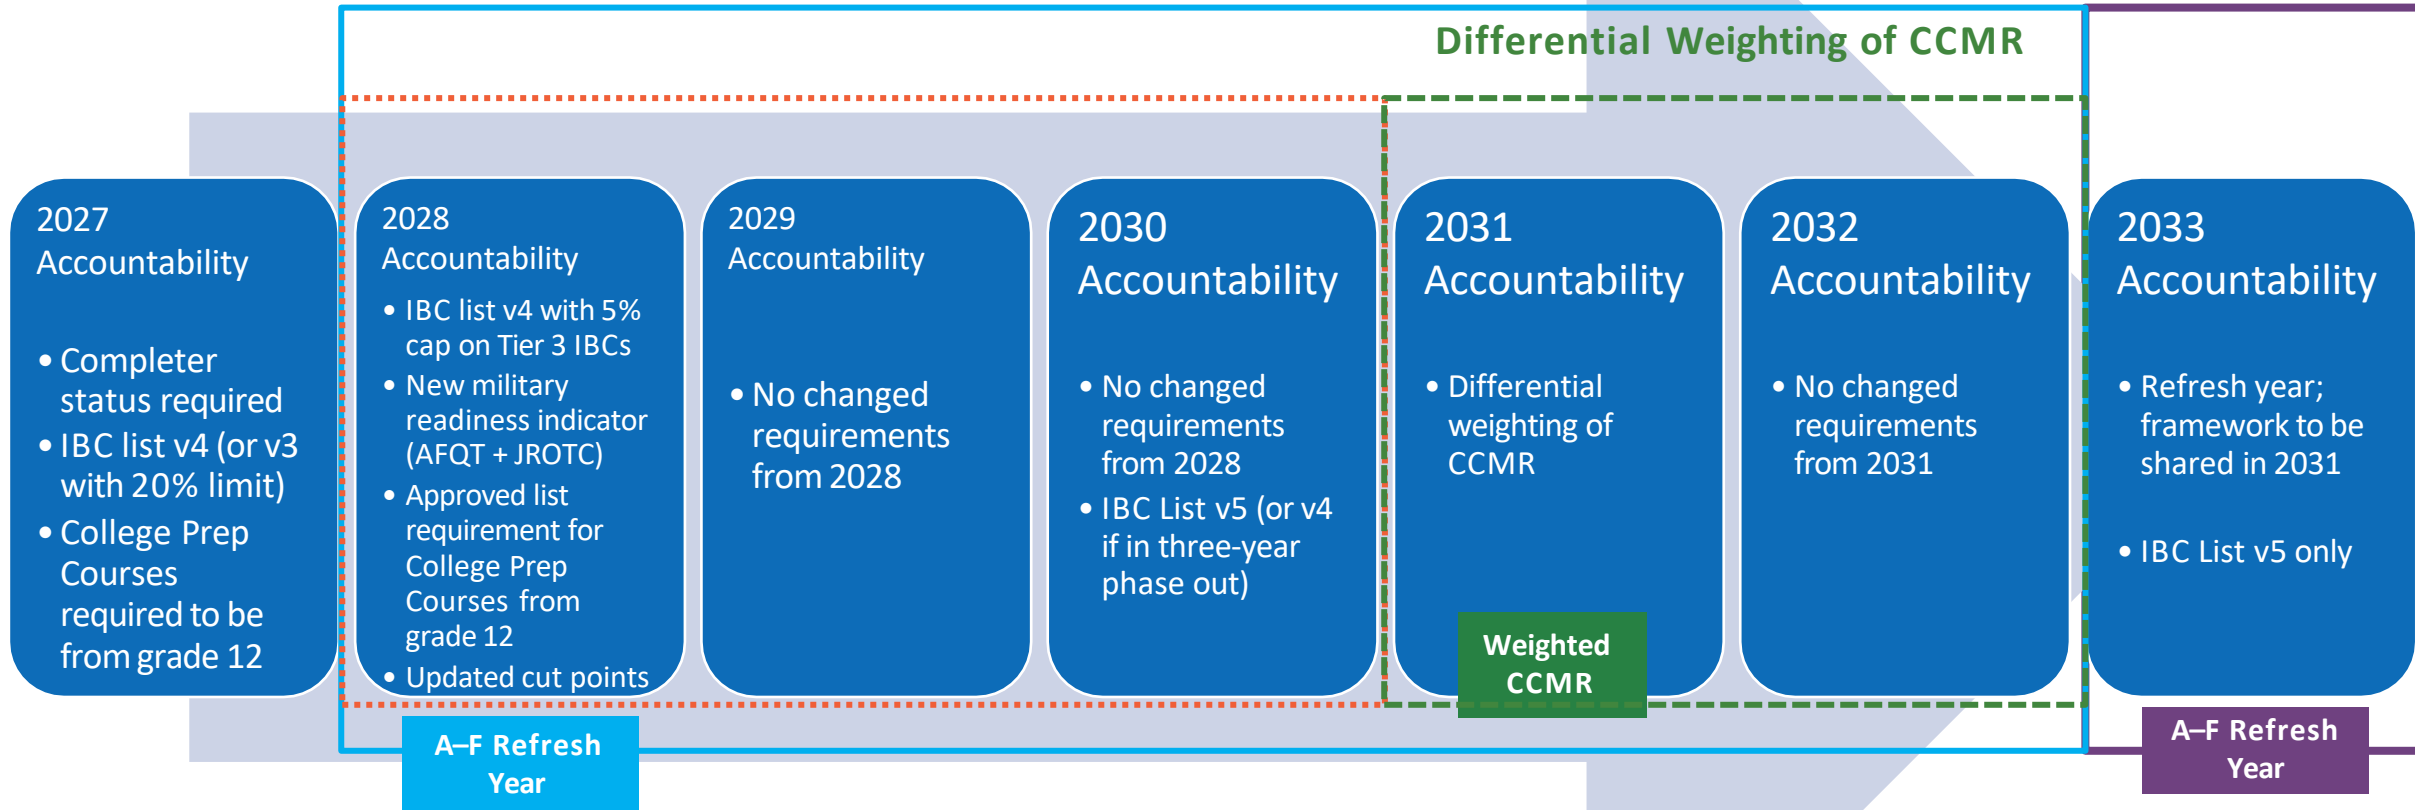 Differential Weighting of CCMR
2027
Accountability
• Completer
status required
• IBC list v4 (or v3
with 20% limit)
• College Prep
Courses
required to be
from grade 12
2028
Accountability
• IBC list v4 with 5%
cap on Tier 3 IBCs
• New military
readiness indicator
(AFQT + JROTC)
• Approved list
requirement for
College Prep
Courses from
grade 12
• Updated cut points
2029
Accountability
• No changed
requirements
from 2028
2030
Accountability
• No changed
requirements
from 2028
• IBC List v5 (or v4
if in three-year
phase out)
2031
Accountability
• Differential
weighting of
CCMR
2032
Accountability
• No changed
requirements
from 2031
2033
Accountability
• Refresh year;
framework to be
shared in 2031
• IBC List v5 only
Weighted
CCMR
A–F Refresh
Year
A–F Refresh
Year